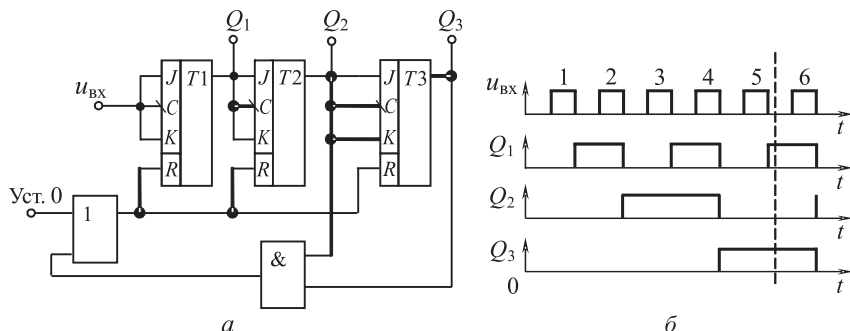 Q1 Q2 Q3
J T1 J T2 J T3
uвх
C C C
K K K
R R R
Уст. 0
1
&
а
uвх 1 2 3 4 5 6
t
Q1
t
Q2
t
Q3
0
t
б